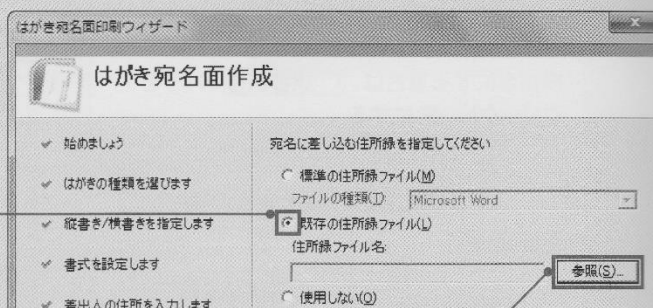 はがき宛名面印刷ウィザード
はがき宛名面作成
始めましょう
はがきの種類を選びます
縦書き/横書きを指定します
書式を設定します
差出人の住所を入力します
宛名に差し込む住所録を指定してください
標準の住所録ファイル(M)
ファイルの種類(T): Microsoft Word
既存の住所録ファイル(L)
住所録ファイル名:
参照(S)...
使用しない(O)